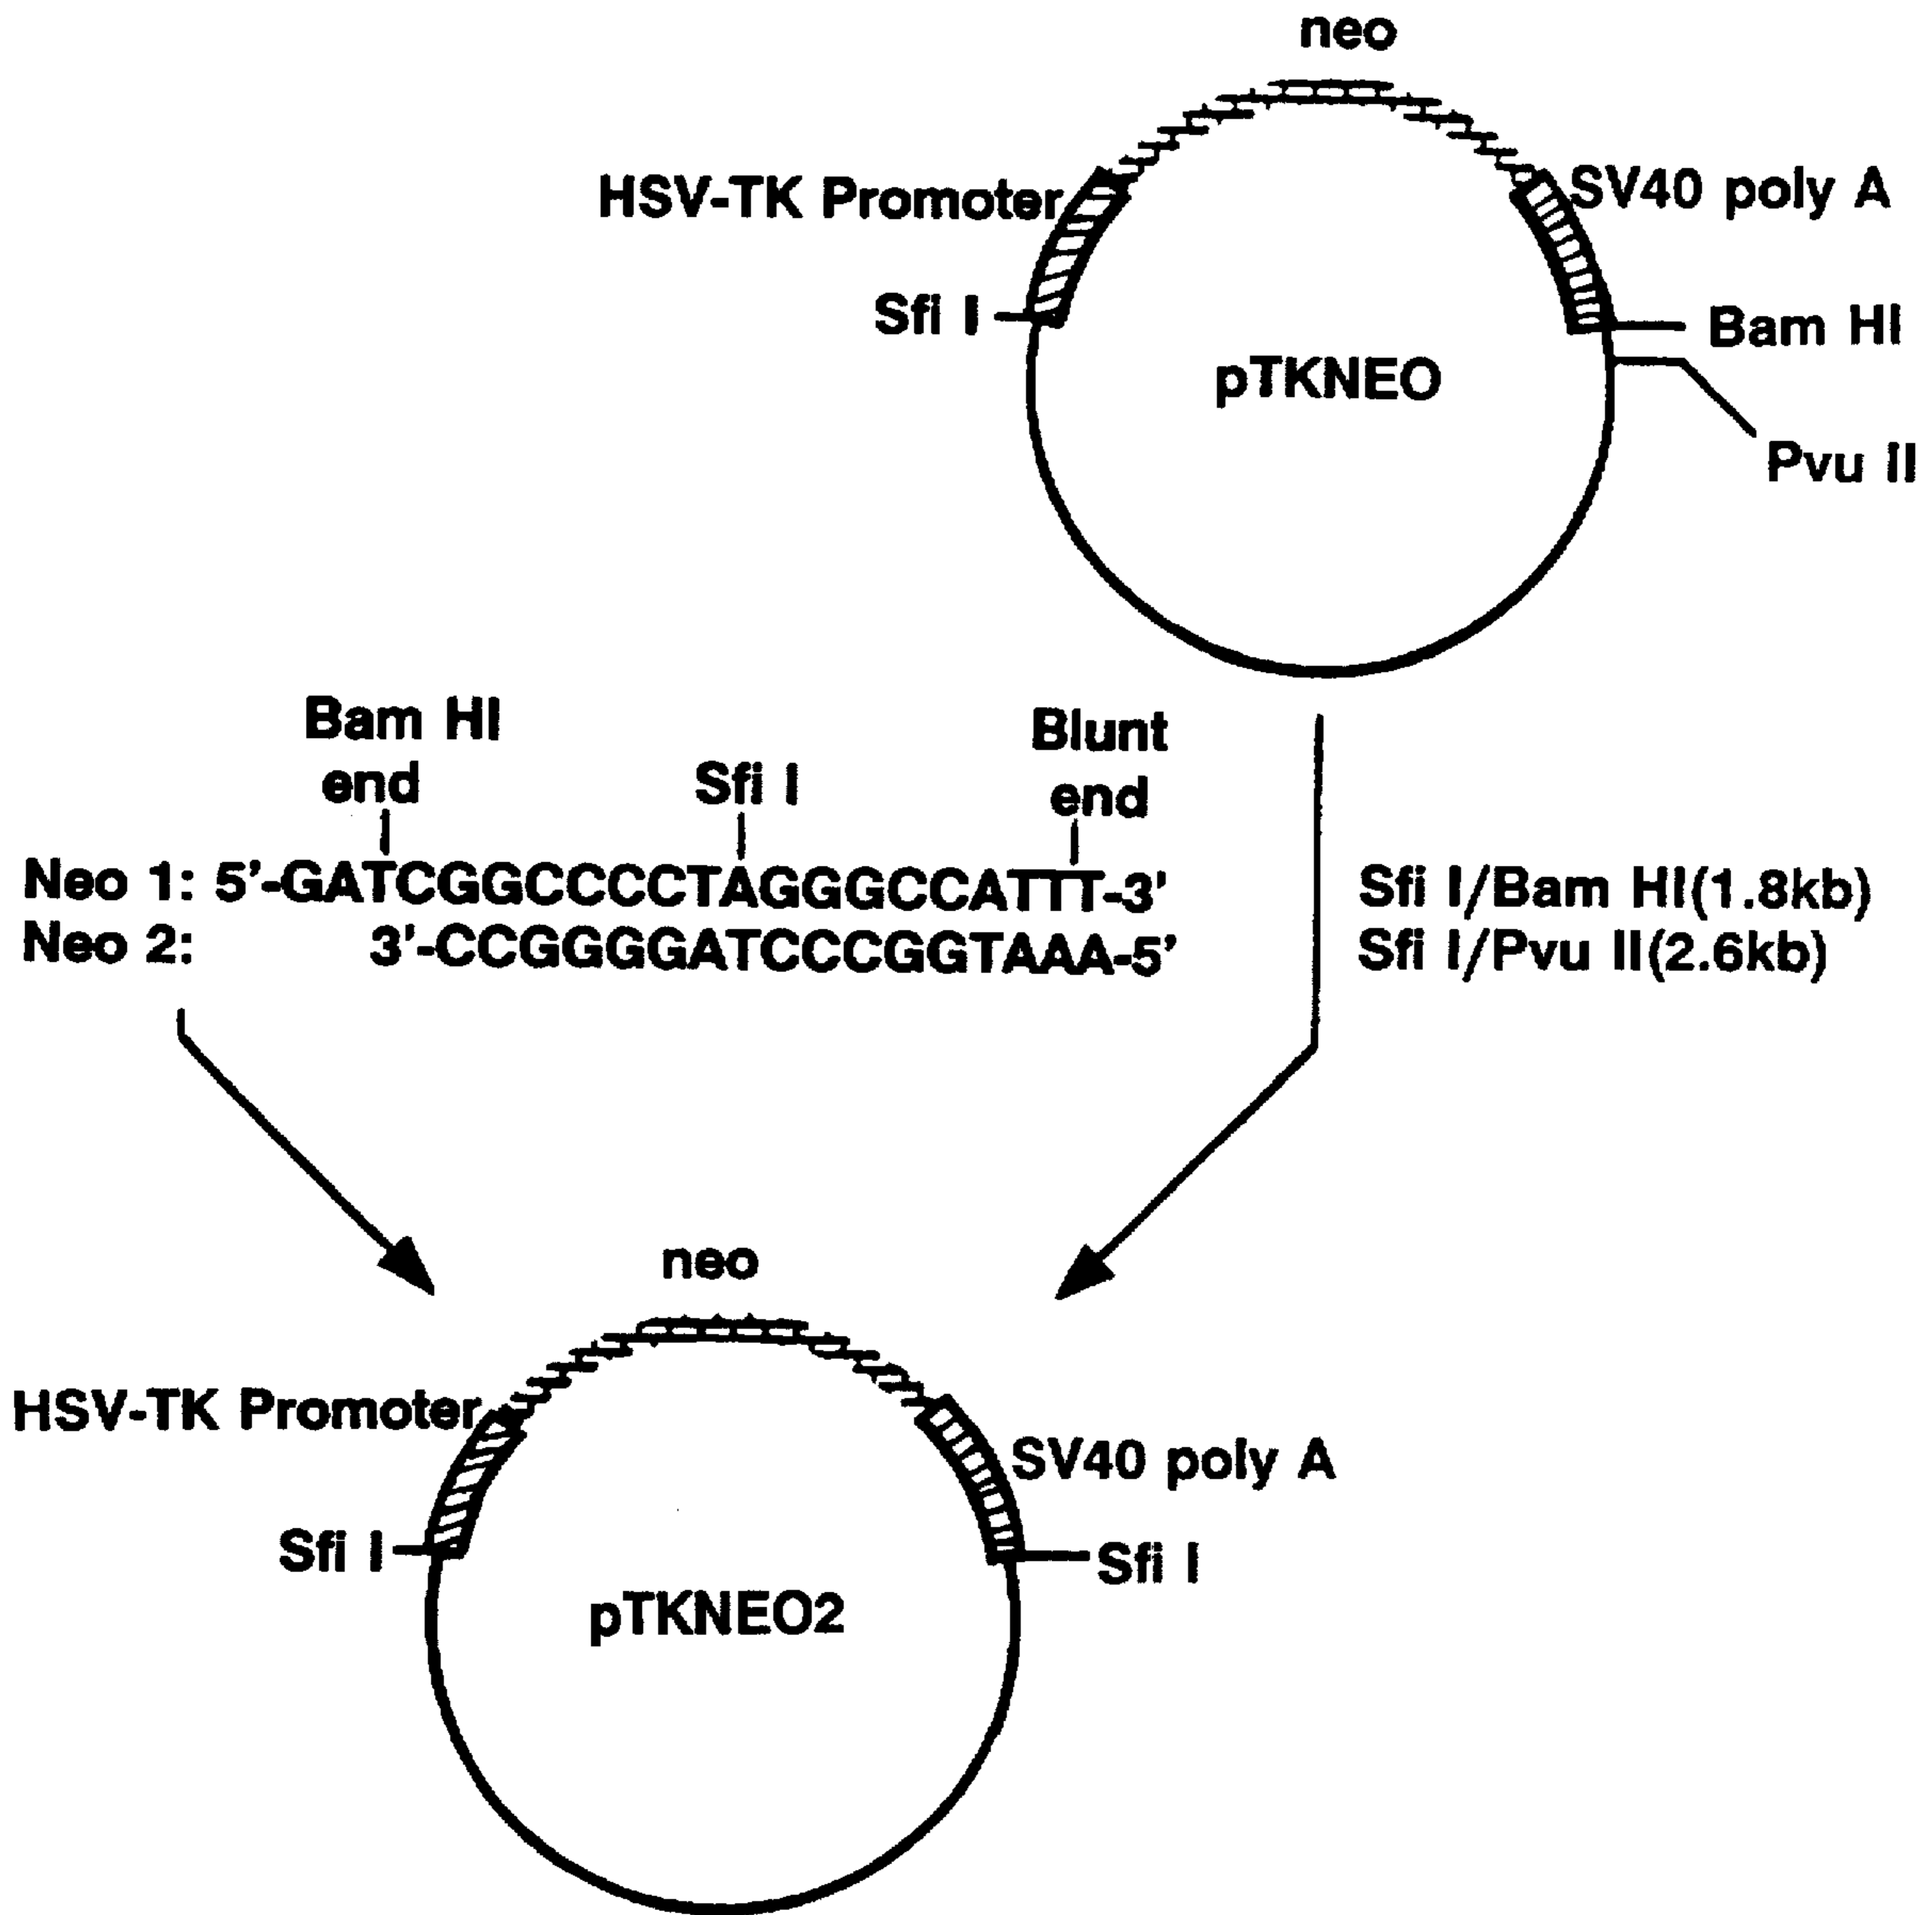 neo
HSV-TK Promoter
SV40 poly A
Sfi I
Bam HI
pTKNEO
Pvu II
Bam HI
end
Sfi I
Blunt
end
Neo 1: 5'-GATCGGCCCCTAGGGCCATTT-3'
Neo 2: 3'-CCGGGGATCCCGGTAAA-5'
Sfi I/Bam HI(1.8kb)
Sfi I/Pvu II(2.6kb)
neo
HSV-TK Promoter
SV40 poly A
Sfi I
Sfi I
pTKNEO2